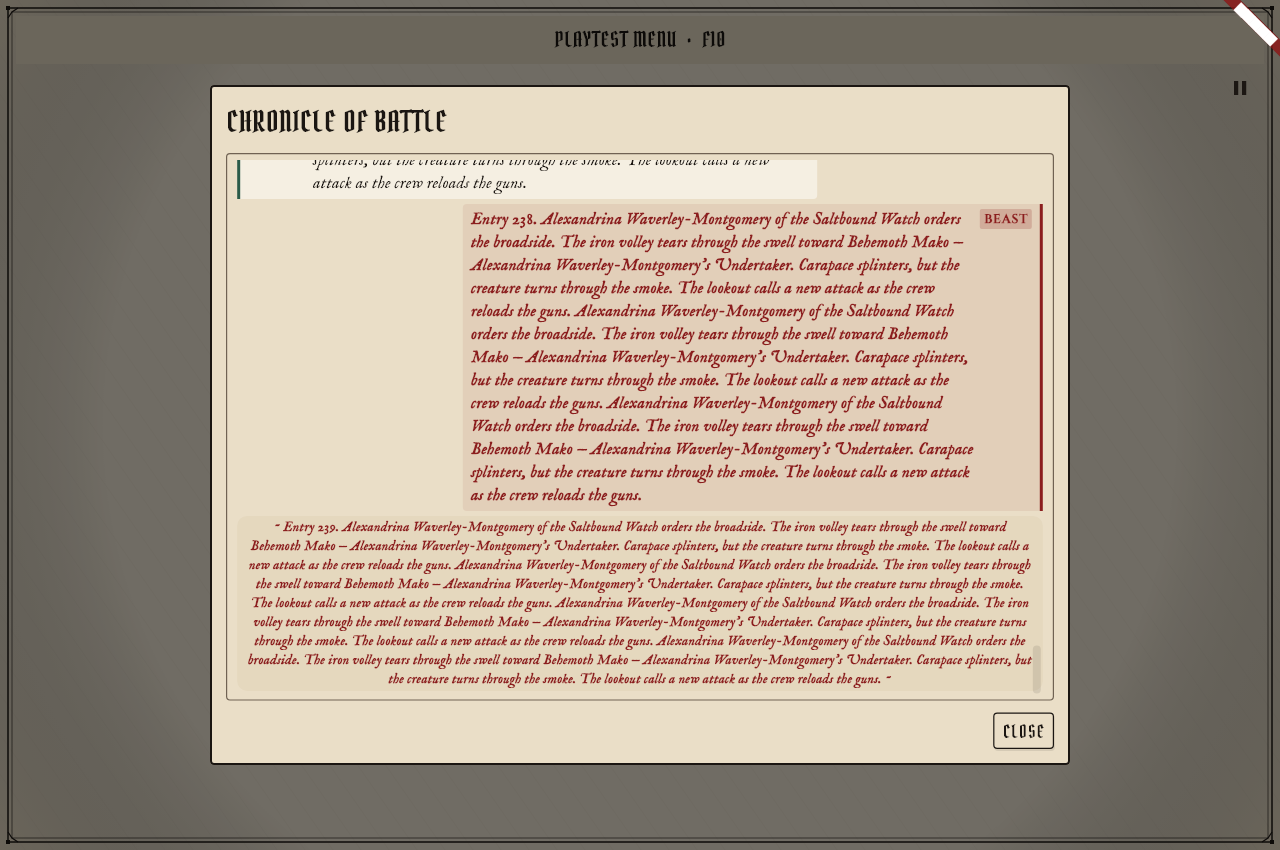 PLAYTEST MENU · F10
CHRONICLE OF BATTLE
splinters, but the creature turns through the smoke. The lookout calls a new
attack as the crew reloads the guns.
Entry 238. Alexandrina Waverley-Montgomery of the Saltbound Watch orders
BEAST
the broadside. The iron volley tears through the swell toward Behemoth Mako –
Alexandrina Waverley-Montgomery's Undertaker. Carapace splinters, but the
creature turns through the smoke. The lookout calls a new attack as the crew
reloads the guns. Alexandrina Waverley-Montgomery of the Saltbound Watch
orders the broadside. The iron volley tears through the swell toward Behemoth
Mako – Alexandrina Waverley-Montgomery's Undertaker. Carapace splinters,
but the creature turns through the smoke. The lookout calls a new attack as the
crew reloads the guns. Alexandrina Waverley-Montgomery of the Saltbound
Watch orders the broadside. The iron volley tears through the swell toward
Behemoth Mako – Alexandrina Waverley-Montgomery's Undertaker. Carapace
splinters, but the creature turns through the smoke. The lookout calls a new attack
as the crew reloads the guns.
~ Entry 239. Alexandrina Waverley-Montgomery of the Saltbound Watch orders the broadside. The iron volley tears through the swell toward
Behemoth Mako – Alexandrina Waverley-Montgomery's Undertaker. Carapace splinters, but the creature turns through the smoke. The lookout calls a
new attack as the crew reloads the guns. Alexandrina Waverley-Montgomery of the Saltbound Watch orders the broadside. The iron volley tears through
the swell toward Behemoth Mako – Alexandrina Waverley-Montgomery's Undertaker. Carapace splinters, but the creature turns through the smoke.
The lookout calls a new attack as the crew reloads the guns. Alexandrina Waverley-Montgomery of the Saltbound Watch orders the broadside. The iron
volley tears through the swell toward Behemoth Mako – Alexandrina Waverley-Montgomery's Undertaker. Carapace splinters, but the creature turns
through the smoke. The lookout calls a new attack as the crew reloads the guns. Alexandrina Waverley-Montgomery of the Saltbound Watch orders the
broadside. The iron volley tears through the swell toward Behemoth Mako – Alexandrina Waverley-Montgomery's Undertaker. Carapace splinters, but
the creature turns through the smoke. The lookout calls a new attack as the crew reloads the guns. ~
CLOSE